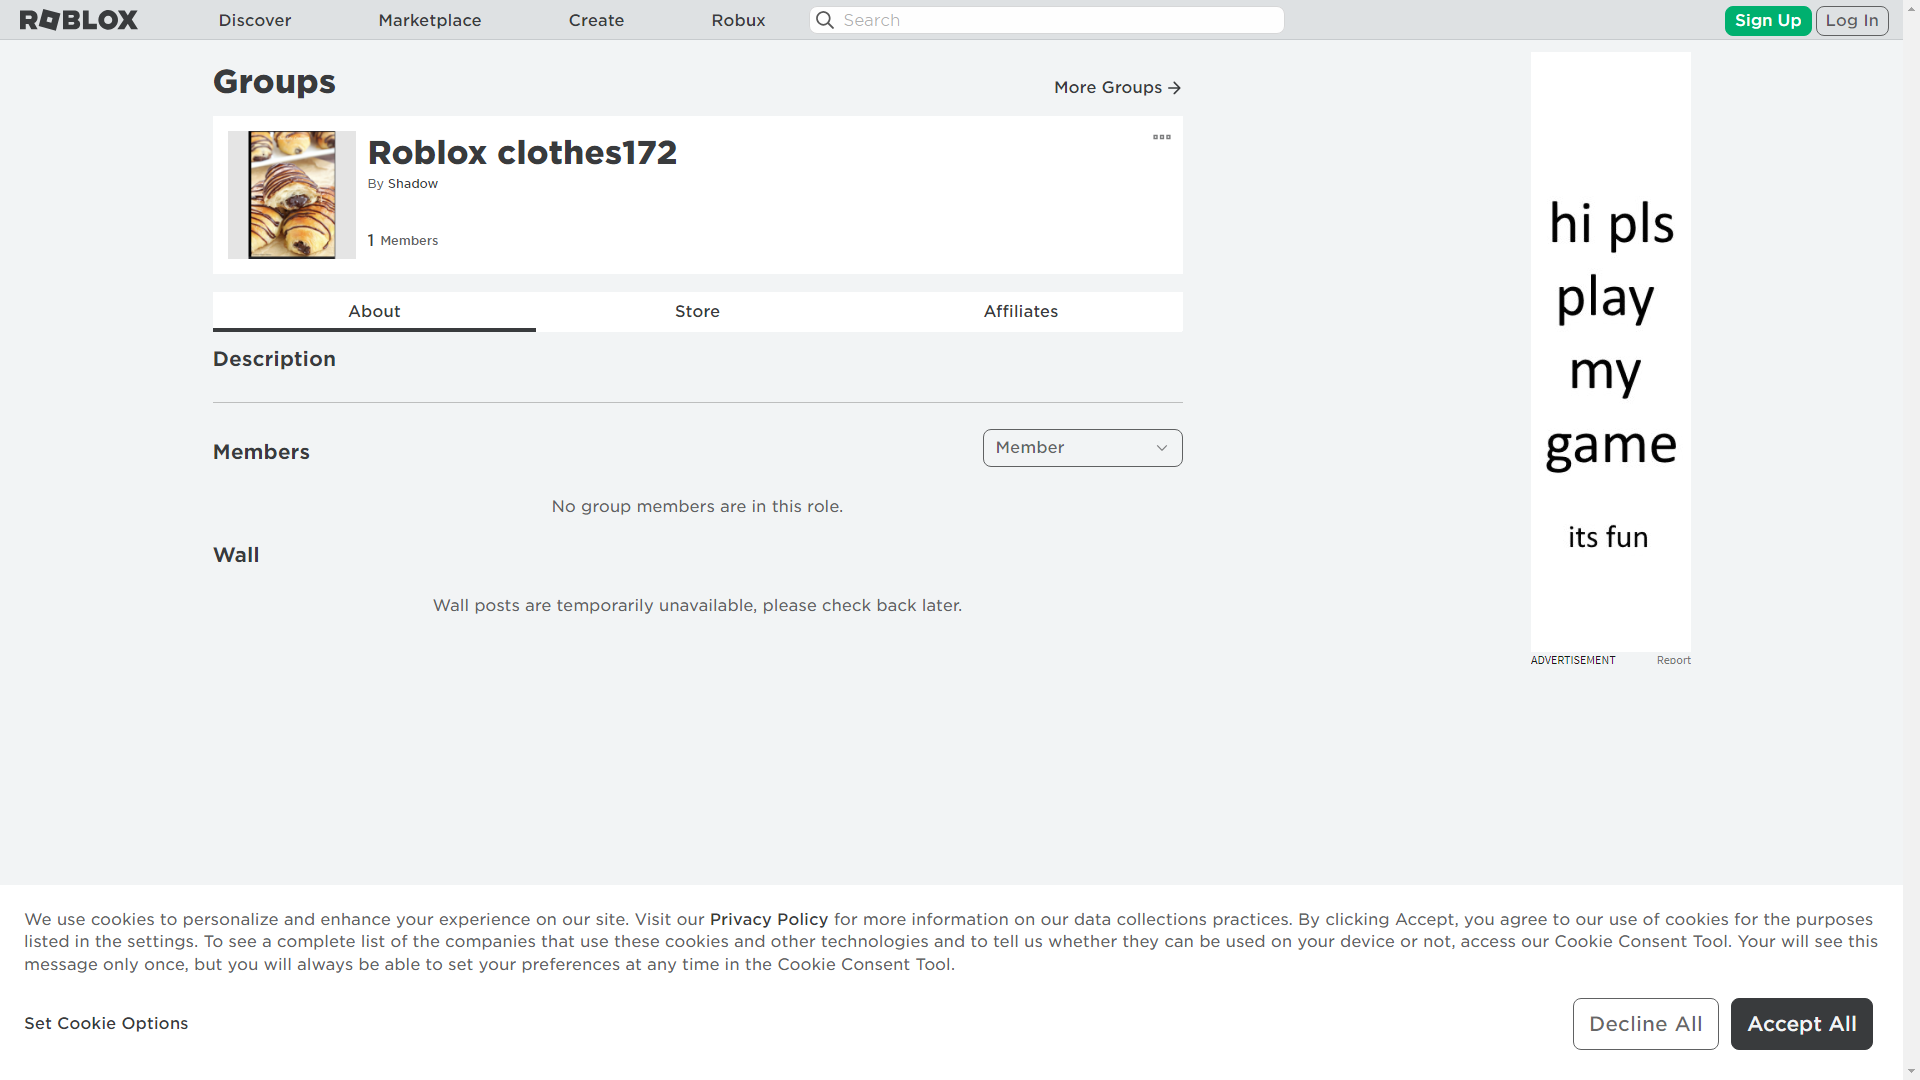 ROBLOX
Discover
Marketplace
Create
Robux
Search
Sign Up
Log In
Groups
More Groups
Roblox clothes172
By Shadow
1 Members
About
Store
Affiliates
Description
Members
Member
No group members are in this role.
Wall
Wall posts are temporarily unavailable, please check back later.
hi pls
play
my
game
its fun
ADVERTISEMENT
Report
We use cookies to personalize and enhance your experience on our site. Visit our Privacy Policy for more information on our data collections practices. By clicking Accept, you agree to our use of cookies for the purposes
listed in the settings. To see a complete list of the companies that use these cookies and other technologies and to tell us whether they can be used on your device or not, access our Cookie Consent Tool. Your will see this
message only once, but you will always be able to set your preferences at any time in the Cookie Consent Tool.
Set Cookie Options
Decline All
Accept All